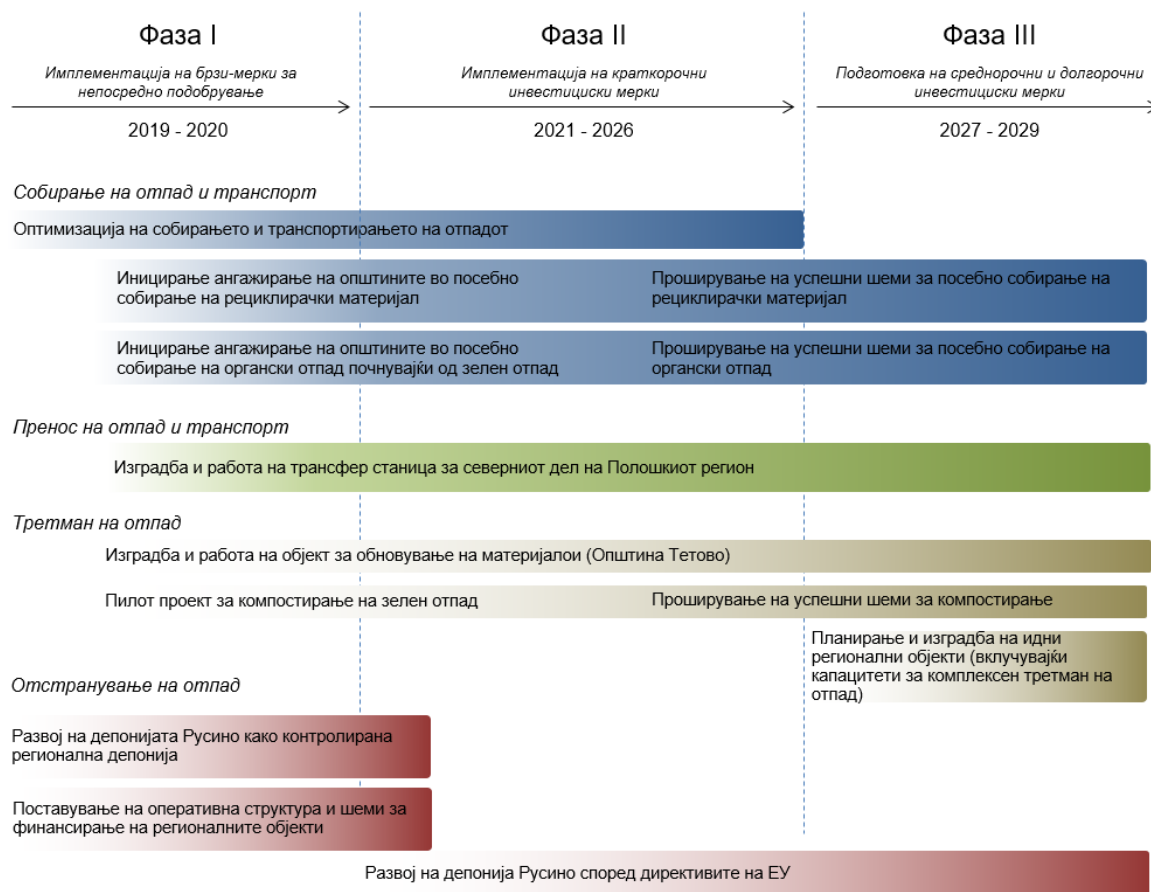 Фаза I
Имплементација на брзи-мерки за
непосредно подобрување
2019 - 2020
Фаза II
Имплементација на краткорочни
инвестициски мерки
2021 - 2026
Фаза III
Подготовка на среднорочни и долгорочни
инвестициски мерки
2027 - 2029
Собирање на отпад и транспорт
Оптимизација на собирањето и транспортирањето на отпадот
Иницирање ангажирање на општините во посебно
собирање на рециклирачки материјал
Проширување на успешни шеми за посебно собирање на
рециклирачки материјал
Иницирање ангажирање на општините во посебно
собирање на органски отпад почнувајќи од зелен отпад
Проширување на успешни шеми за посебно собирање на
органски отпад
Пренос на отпад и транспорт
Изградба и работа на трансфер станица за северниот дел на Полошкиот регион
Третман на отпад
Изградба и работа на објект за обновување на материјалои (Општина Тетово)
Пилот проект за компостирање на зелен отпад
Проширување на успешни шеми за компостирање
Планирање и изградба на идни
регионални објекти (вклучувајќи
капацитети за комплексен третман на
отпад)
Отстранување на отпад
Развој на депонијата Русино како контролирана
регионална депонија
Поставување на оперативна структура и шеми за
финансирање на регионалните објекти
Развој на депонија Русино според директивите на ЕУ